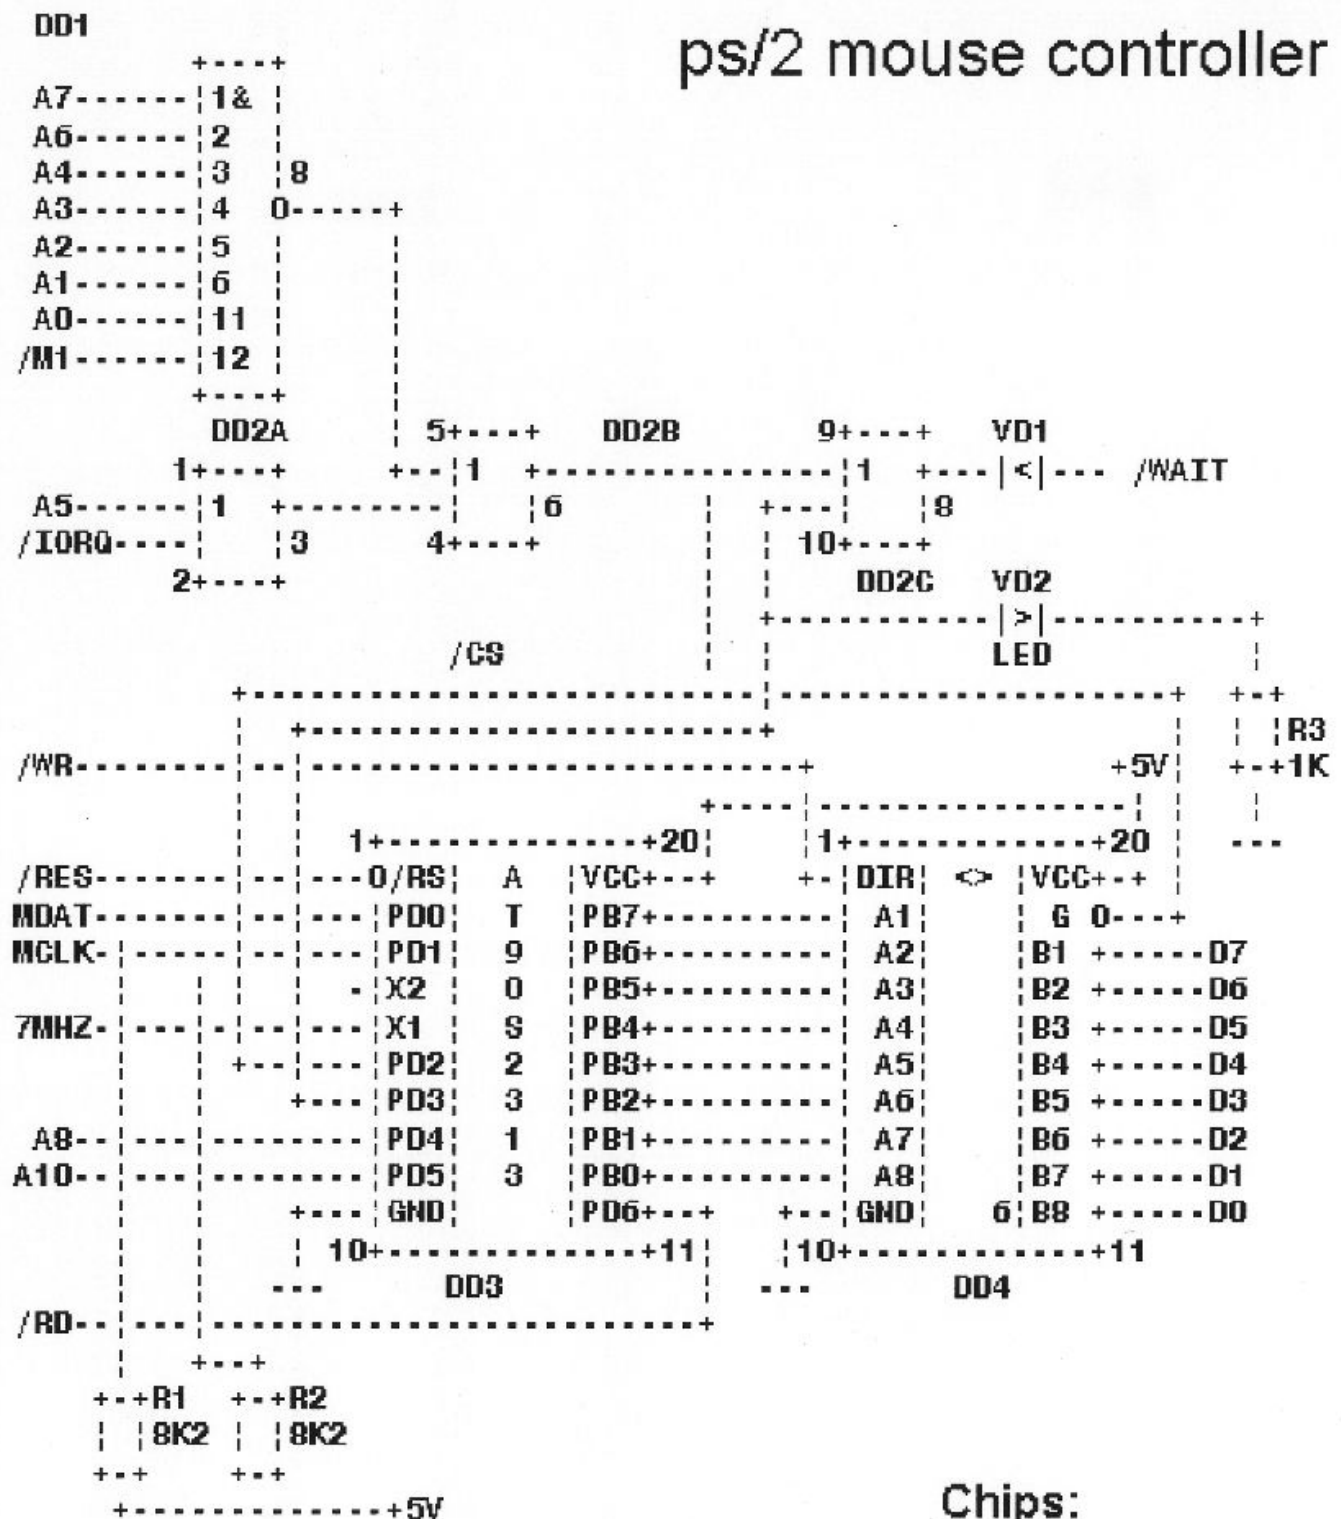 DD1
ps/2 mouse controller
A7 1&
A6 2
A4 3 8
A3 4 0
A2 5
A1 6
A0 11
/M1 12
DD2A 5 DD2B 9 VD1
1 1 1 < /WAIT
A5 1 6 8
/IORQ 3 4 10
2 DD2C VD2
>
/CS LED
R3
/WR +5V 1K
1 20 1 20
/RES 0/RS A VCC DIR <> VCC
MDAT PD0 T PB7 A1 G 0
MCLK PD1 9 PB6 A2 B1 D7
X2 0 PB5 A3 B2 D6
7MHZ X1 S PB4 A4 B3 D5
PD2 2 PB3 A5 B4 D4
PD3 3 PB2 A6 B5 D3
A8 PD4 1 PB1 A7 B6 D2
A10 PD5 3 PB0 A8 B7 D1
GND PD6 GND 6 B8 D0
10 11 10 11
DD3 DD4
/RD
R1 R2
8K2 8K2
+5V
Chips: